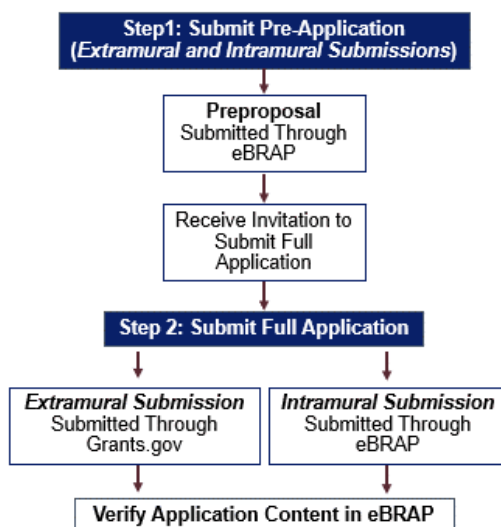 Step1: Submit Pre-Application
(Extramural and Intramural Submissions)
Preproposal
Submitted Through
eBRAP
Receive Invitation to
Submit Full
Application
Step 2: Submit Full Application
Extramural Submission
Submitted Through
Grants.gov
Intramural Submission
Submitted Through
eBRAP
Verify Application Content in eBRAP